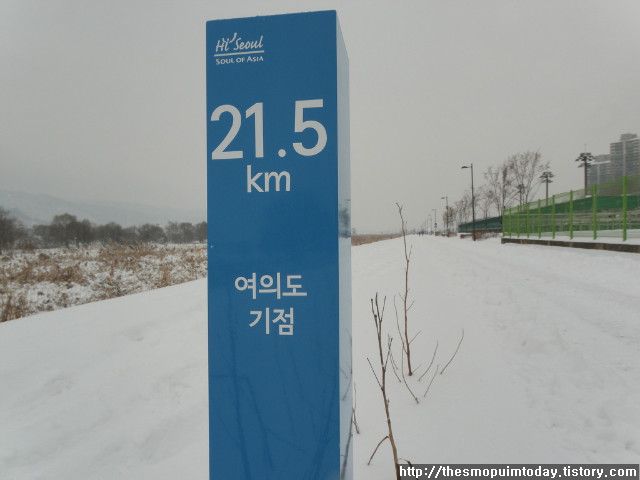 Hi Seoul
SOUL OF ASIA
21.5
km
여의도
기점
http://thesmopuimtoday.tistory.com